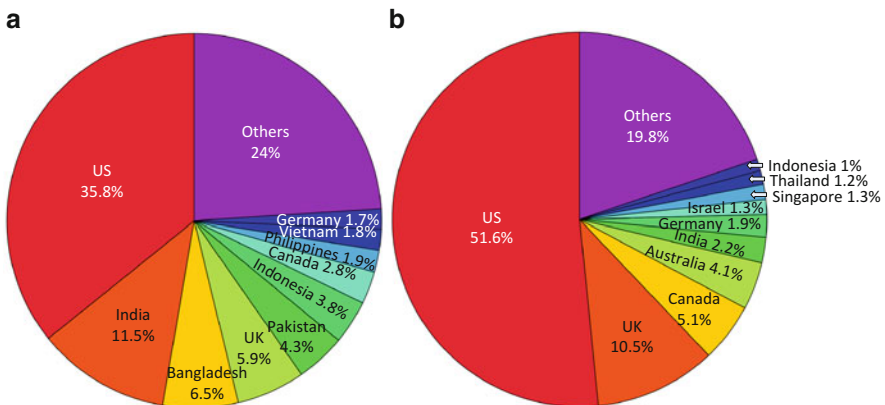 a
Others
24%
Germany 1.7%
Vietnam 1.8%
Philippines 1.9%
Canada 2.8%
Indonesia 3.8%
Pakistan
4.3%
UK
5.9%
Bangladesh
6.5%
India
11.5%
US
35.8%
b
Others
19.8%
Indonesia 1%
Thailand 1.2%
Singapore 1.3%
Israel 1.3%
Germany 1.9%
India 2.2%
Australia 4.1%
Canada
5.1%
UK
10.5%
US
51.6%